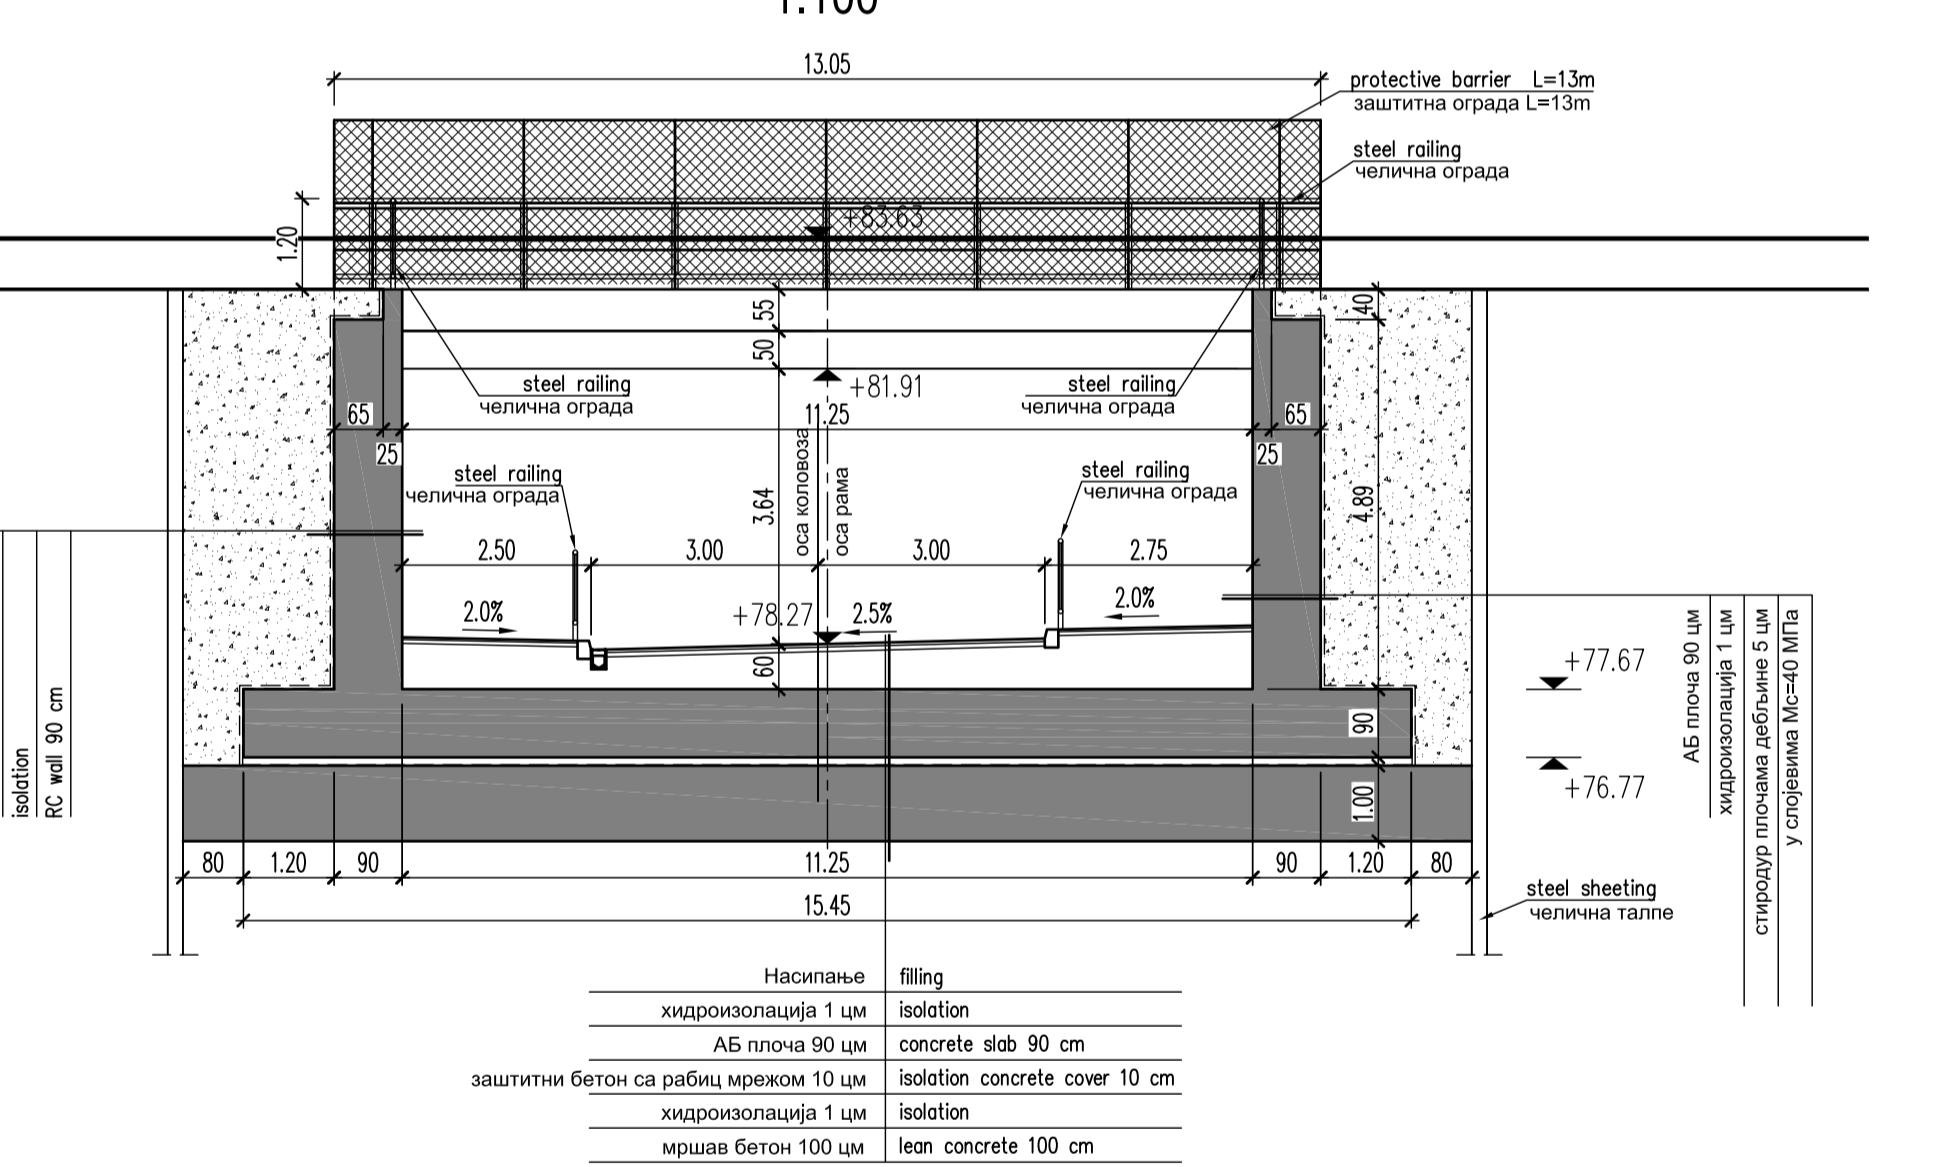 1:100
13.05
protective barrier L=13m
заштитна ограда L=13m
steel railing
челична ограда
+83.63
1.20
55
40
50
+81.91
steel railing
челична ограда
steel railing
челична ограда
65
11.25
65
25
25
оса коловоза
оса рама
steel railing
челична ограда
steel railing
челична ограда
3.64
4.89
2.50
3.00
3.00
2.75
2.0%
+78.27
2.5%
2.0%
60
+77.67
90
+76.77
1.00
isolation
RC wall 90 cm
АБ плоча 90 цм
хидроизолација 1 цм
стиродур плочама дебљине 5 цм
у слојевима Мс=40 МПа
80
1.20
90
11.25
90
1.20
80
15.45
steel sheeting
челична талпе
Насипање filling
хидроизолација 1 цм isolation
АБ плоча 90 цм concrete slab 90 cm
заштитни бетон са рабиц мрежом 10 цм isolation concrete cover 10 cm
хидроизолација 1 цм isolation
мршав бетон 100 цм lean concrete 100 cm